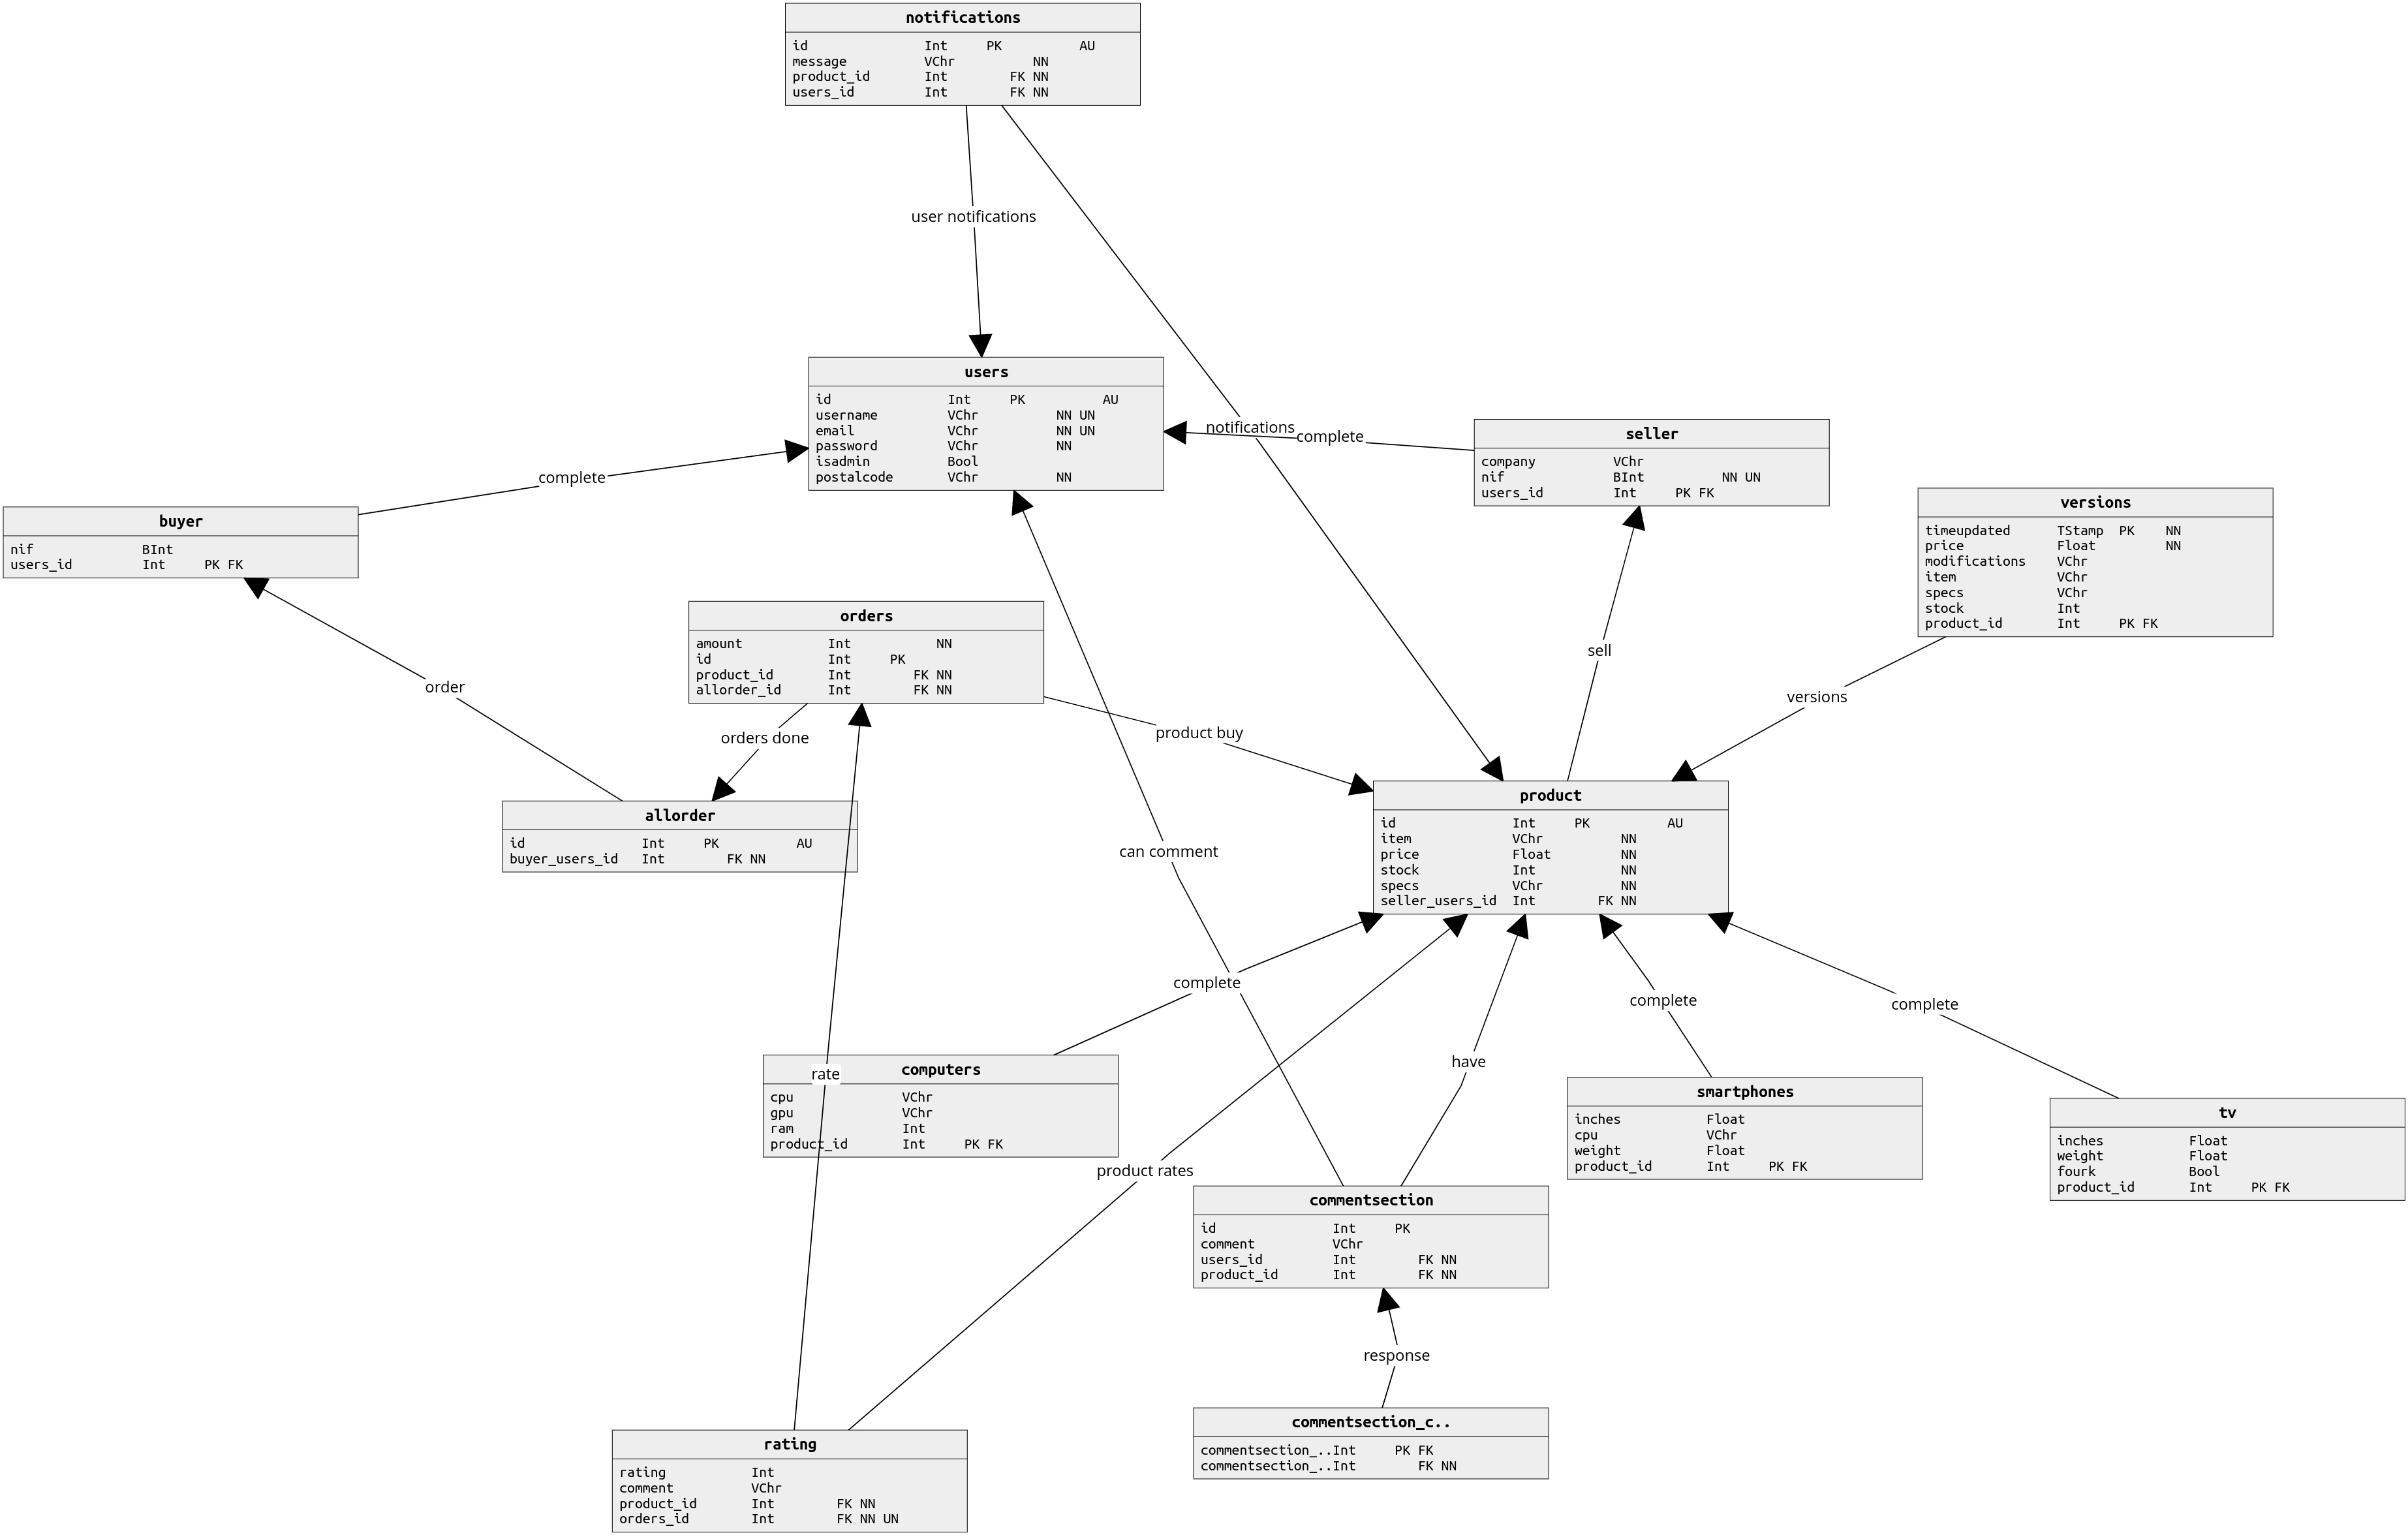 notifications
id Int PK AU
message VChr NN
product_id Int FK NN
users_id Int FK NN
user notifications
users
id Int PK AU
username VChr NN UN
email VChr NN UN
password VChr NN
isadmin Bool
postalcode VChr NN
notifications
complete
seller
company VChr
nif BInt NN UN
users_id Int PK FK
complete
buyer
nif BInt
users_id Int PK FK
versions
timeupdated TStamp PK NN
price Float NN
modifications VChr
item VChr
specs VChr
stock Int
product_id Int PK FK
orders
amount Int NN
id Int PK
product_id Int FK NN
allorder_id Int FK NN
sell
order
versions
orders done
product buy
allorder
id Int PK AU
buyer_users_id Int FK NN
product
id Int PK AU
item VChr NN
price Float NN
stock Int NN
specs VChr NN
seller_users_id Int FK NN
can comment
complete
complete
complete
have
rate
computers
cpu VChr
gpu VChr
ram Int
product_id Int PK FK
smartphones
inches Float
cpu VChr
weight Float
product_id Int PK FK
tv
inches Float
weight Float
fourk Bool
product_id Int PK FK
product rates
commentsection
id Int PK
comment VChr
users_id Int FK NN
product_id Int FK NN
response
commentsection_c..
commentsection_..Int PK FK
commentsection_..Int FK NN
rating
rating Int
comment VChr
product_id Int FK NN
orders_id Int FK NN UN